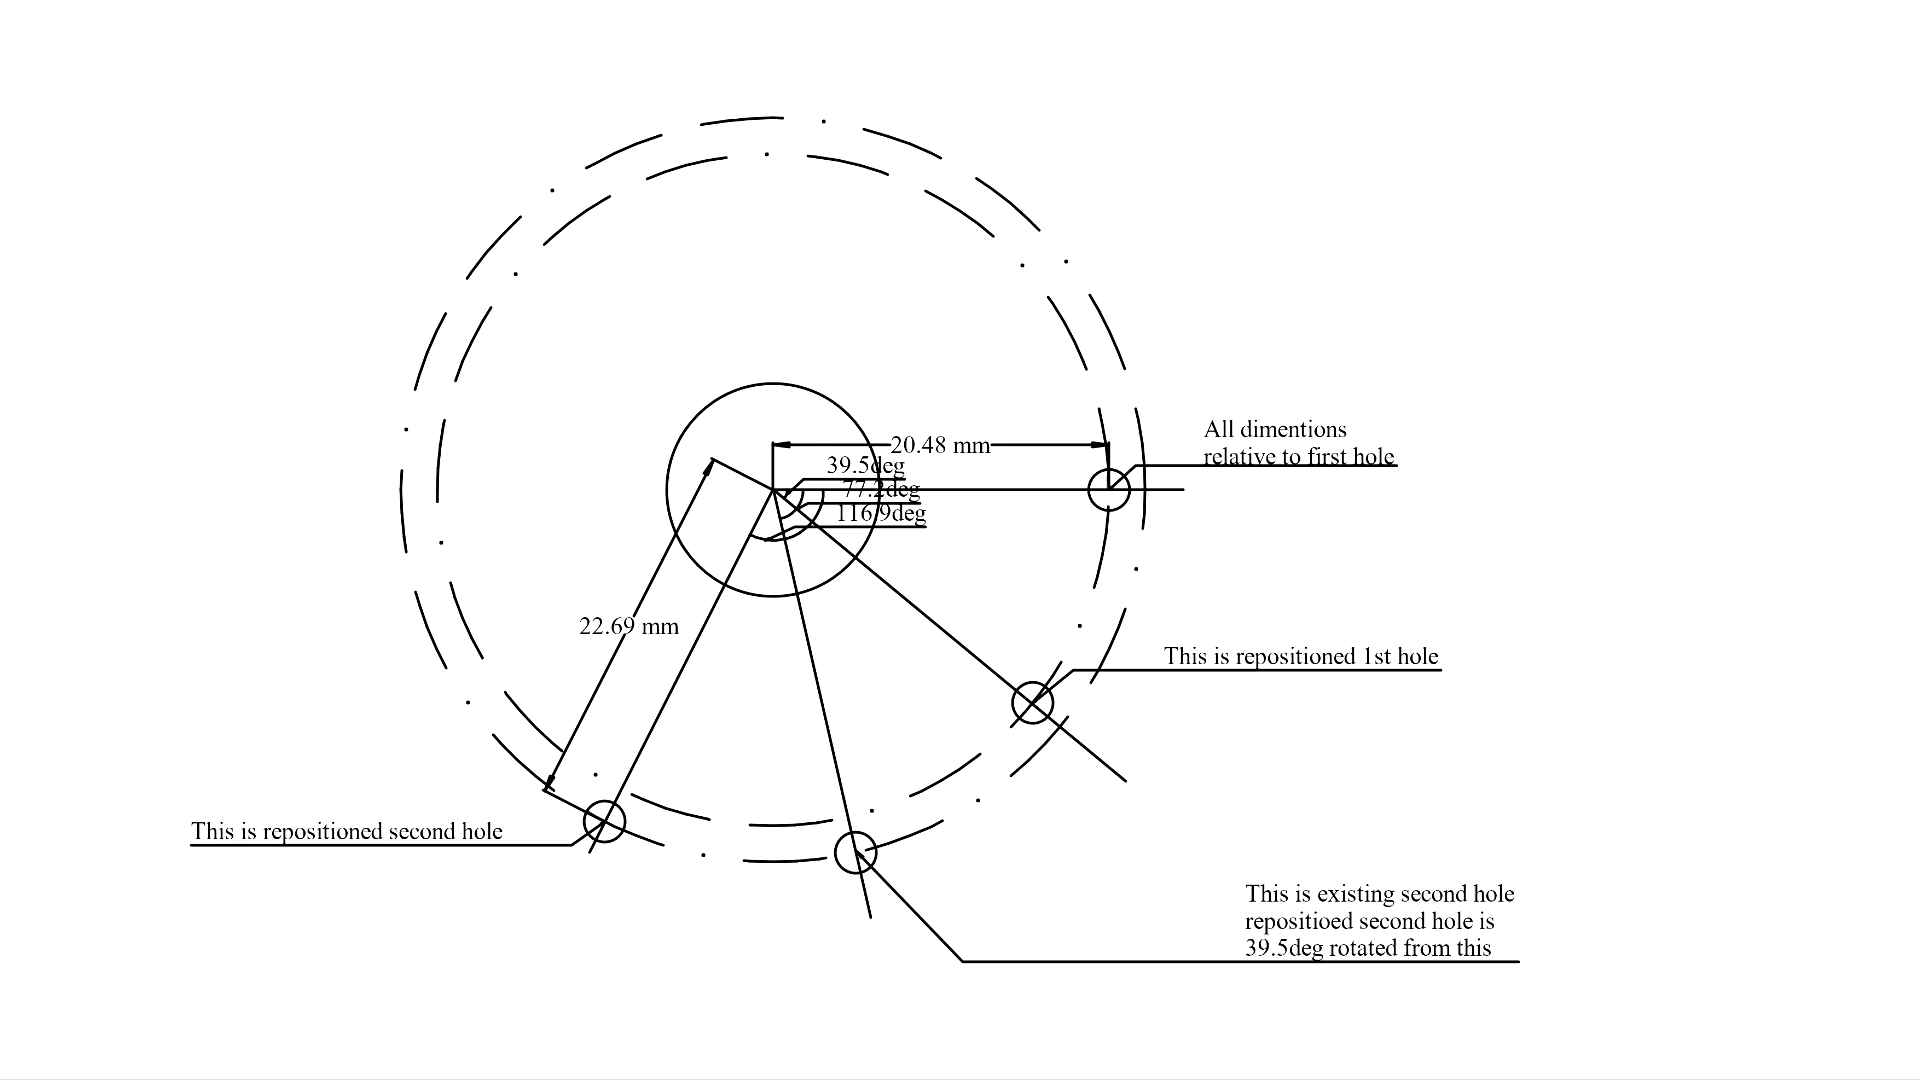 20.48 mm
39.5deg
77.2deg
116.9deg
All dimentions
relative to first hole
22.69 mm
This is repositioned 1st hole
This is repositioned second hole
This is existing second hole
repositioed second hole is
39.5deg rotated from this